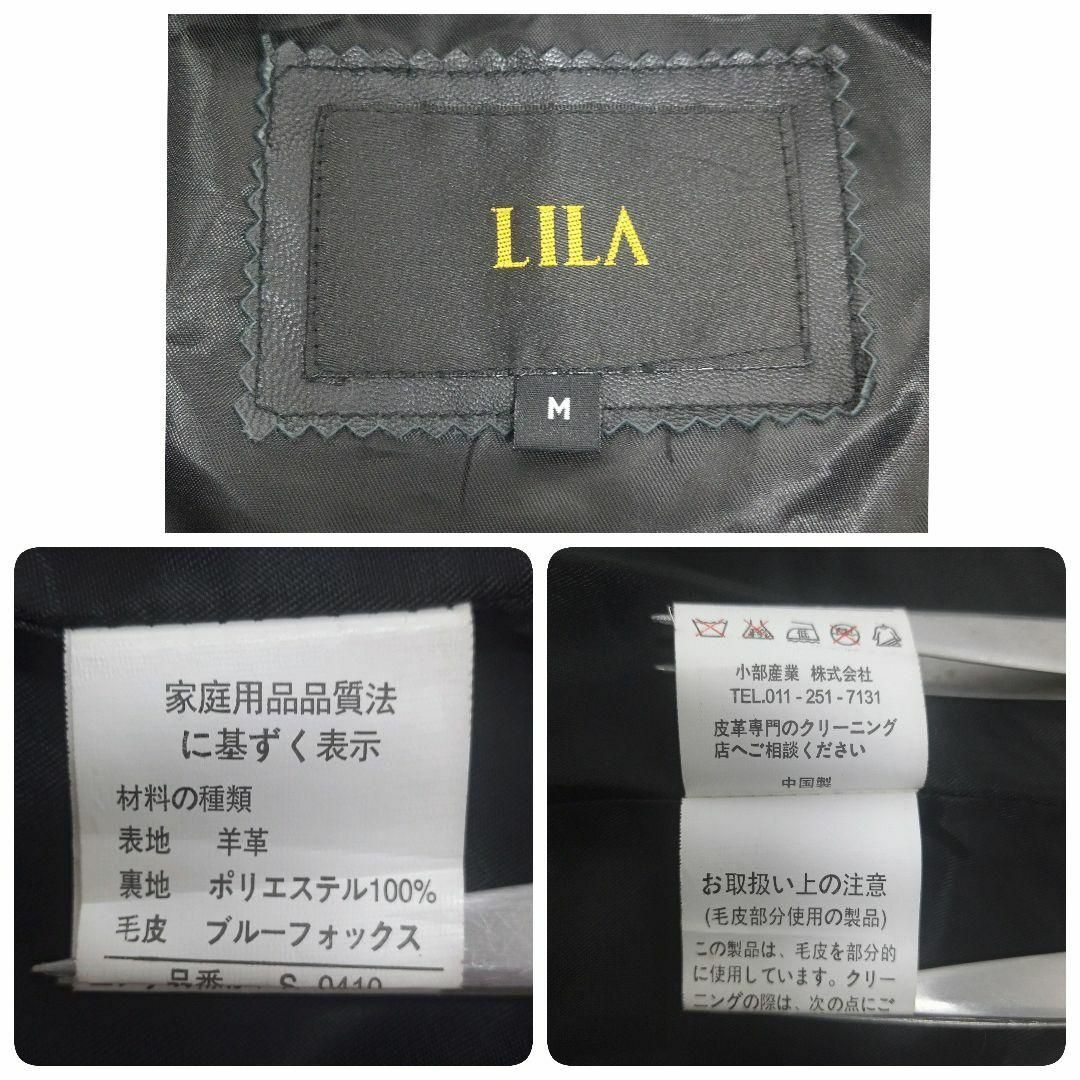 LILA
M
家庭用品品質法
に基ずく表示
材料の種類
表地 羊革
裏地 ポリエステル100%
毛皮 ブルーフォックス
品番 S-9410
低
小部産業 株式会社
TEL.011-251-7131
皮革専門のクリーニング
店へご相談ください
中国製
お取扱い上の注意
(毛皮部分使用の製品)
この製品は、毛皮を部分的
に使用しています。クリー
ニングの際は、次の点にご